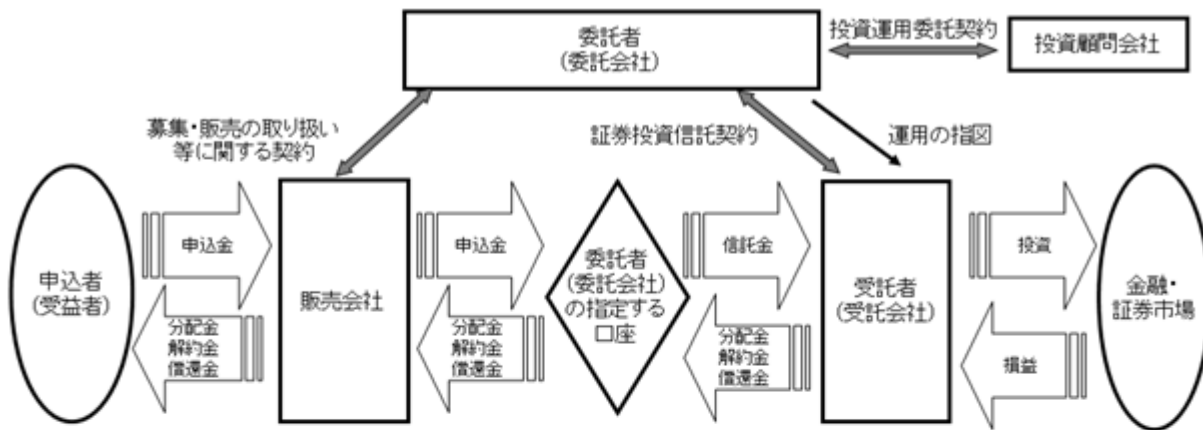 委託者
(委託会社)
投資運用委託契約
投資顧問会社
募集・販売の取り扱い
等に関する契約
証券投資信託契約
運用の指図
申込者
(受益者)
申込金
分配金
解約金
償還金
販売会社
申込金
分配金
解約金
償還金
委託者
(委託会社)
の指定する
口座
信託金
分配金
解約金
償還金
受託者
(受託会社)
投資
損益
金融・
証券市場